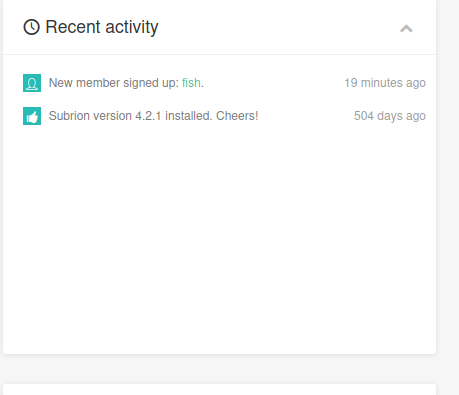 Recent activity
New member signed up: fish. 19 minutes ago
Subrion version 4.2.1 installed. Cheers! 504 days ago